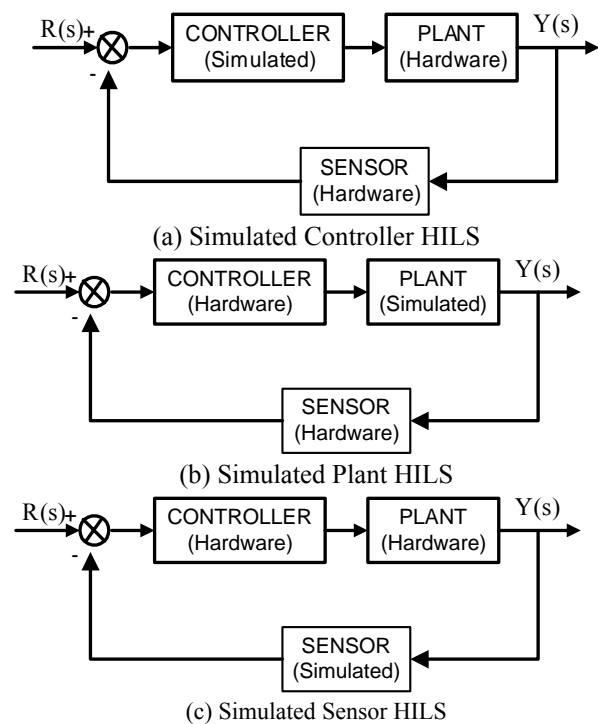 R(s)+ CONTROLLER PLANT Y(s)
(Simulated) (Hardware)
-
SENSOR
(Hardware)
(a) Simulated Controller HILS
R(s)+ CONTROLLER PLANT Y(s)
(Hardware) (Simulated)
-
SENSOR
(Hardware)
(b) Simulated Plant HILS
R(s)+ CONTROLLER PLANT Y(s)
(Hardware) (Hardware)
-
SENSOR
(Simulated)
(c) Simulated Sensor HILS